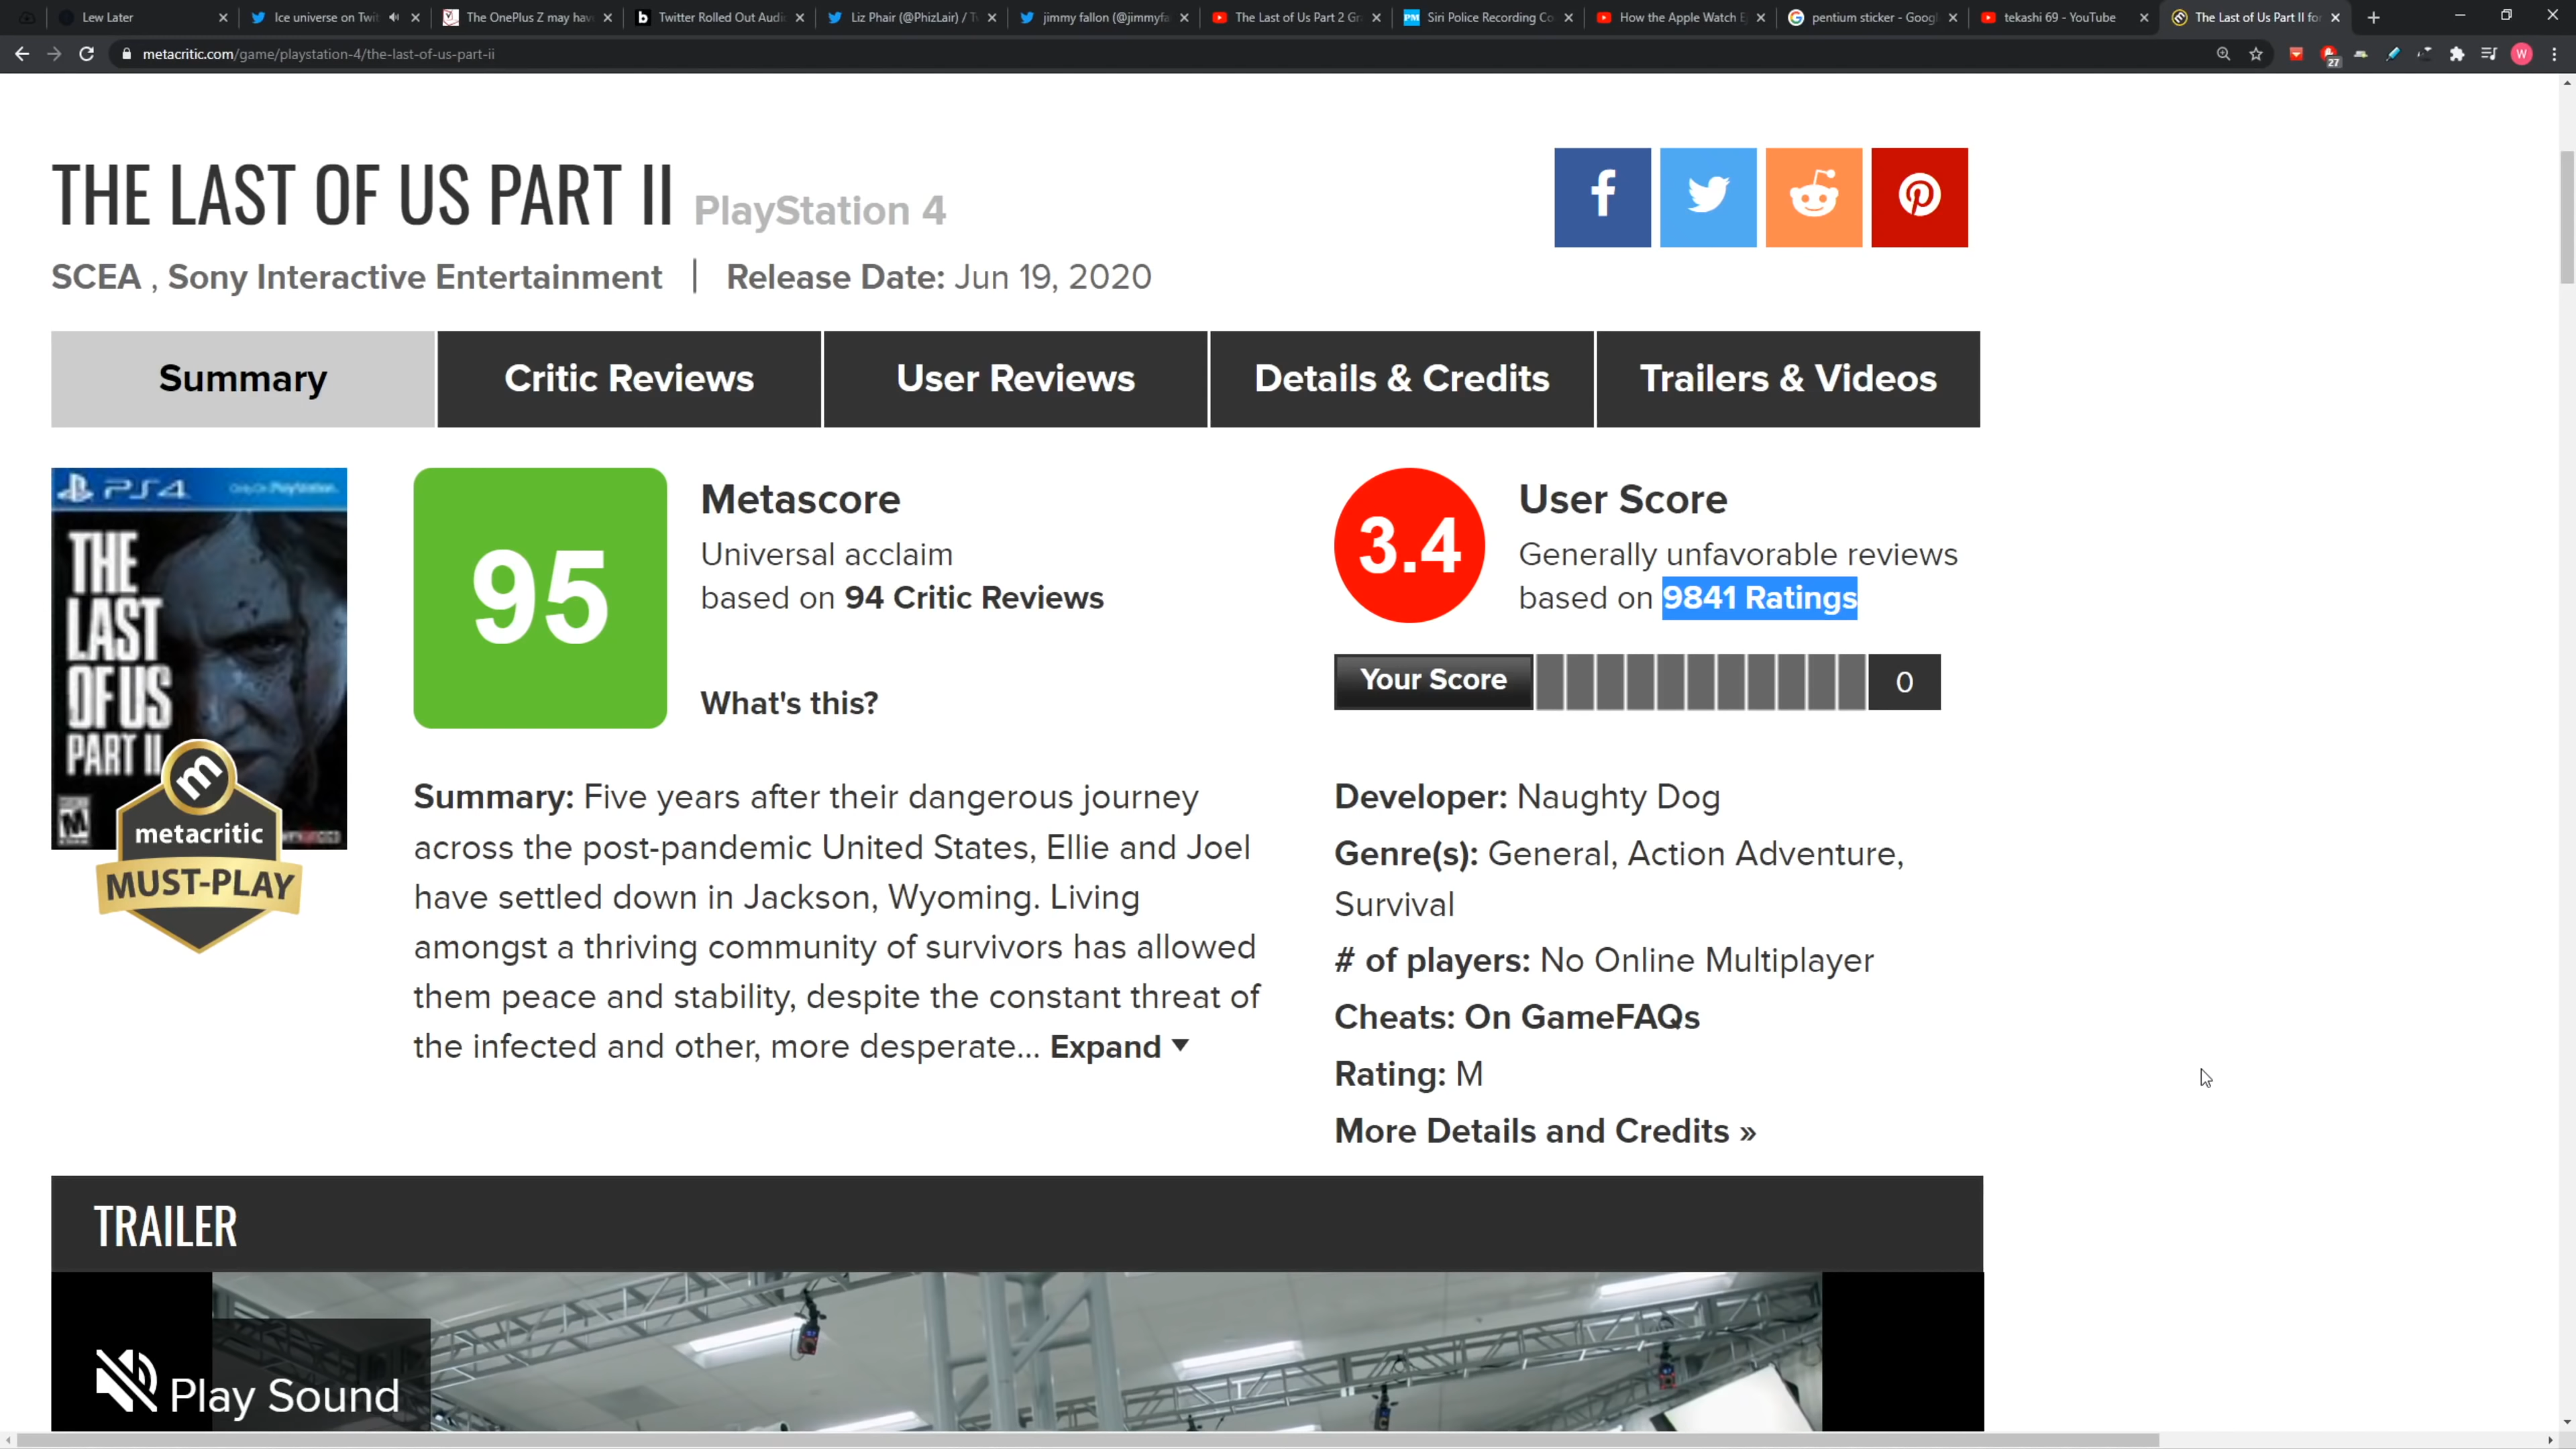 Lew Later
Ice universe on Twit
The OnePlus Z may hav
Twitter Rolled Out Audi
Liz Phair (@PhizLair) / T
jimmy fallon (@jimmyfa
The Last of Us Part 2 Gr
Siri Police Recording Co
How the Apple Watch E
pentium sticker - Googl
tekashi 69 - YouTube
The Last of Us Part II fo
metacritic.com/game/playstation-4/the-last-of-us-part-ii
27
W
THE LAST OF US PART II PlayStation 4
SCEA , Sony Interactive Entertainment | Release Date: Jun 19, 2020
Summary
Critic Reviews
User Reviews
Details & Credits
Trailers & Videos
PS4
Only On PlayStation
THE
LAST
OF US
PART II
M
m
metacritic
MUST-PLAY
95
Metascore
Universal acclaim
based on 94 Critic Reviews
What's this?
3.4
User Score
Generally unfavorable reviews
based on 9841 Ratings
Your Score
0
Summary: Five years after their dangerous journey
across the post-pandemic United States, Ellie and Joel
have settled down in Jackson, Wyoming. Living
amongst a thriving community of survivors has allowed
them peace and stability, despite the constant threat of
the infected and other, more desperate... Expand
Developer: Naughty Dog
Genre(s): General, Action Adventure,
Survival
# of players: No Online Multiplayer
Cheats: On GameFAQs
Rating: M
More Details and Credits »
TRAILER
Play Sound